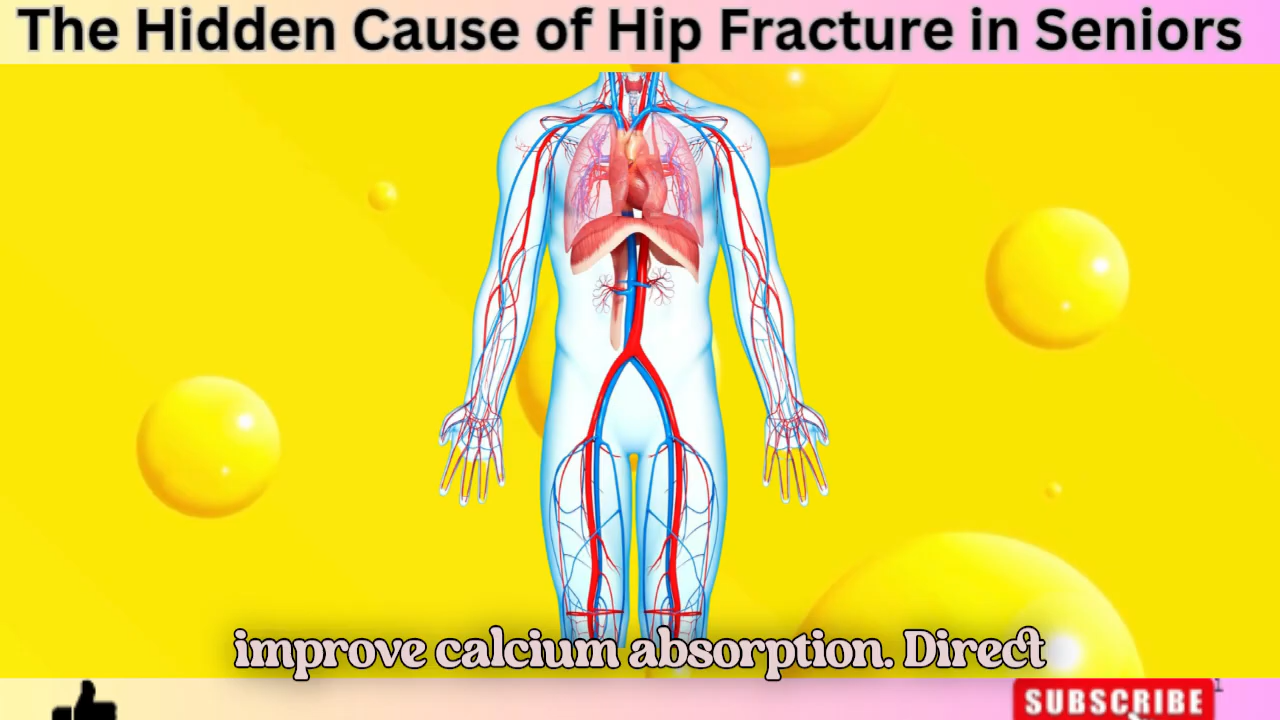 The Hidden Cause of Hip Fracture in Seniors
improve calcium absorption. Direct
SUBSCRIBE